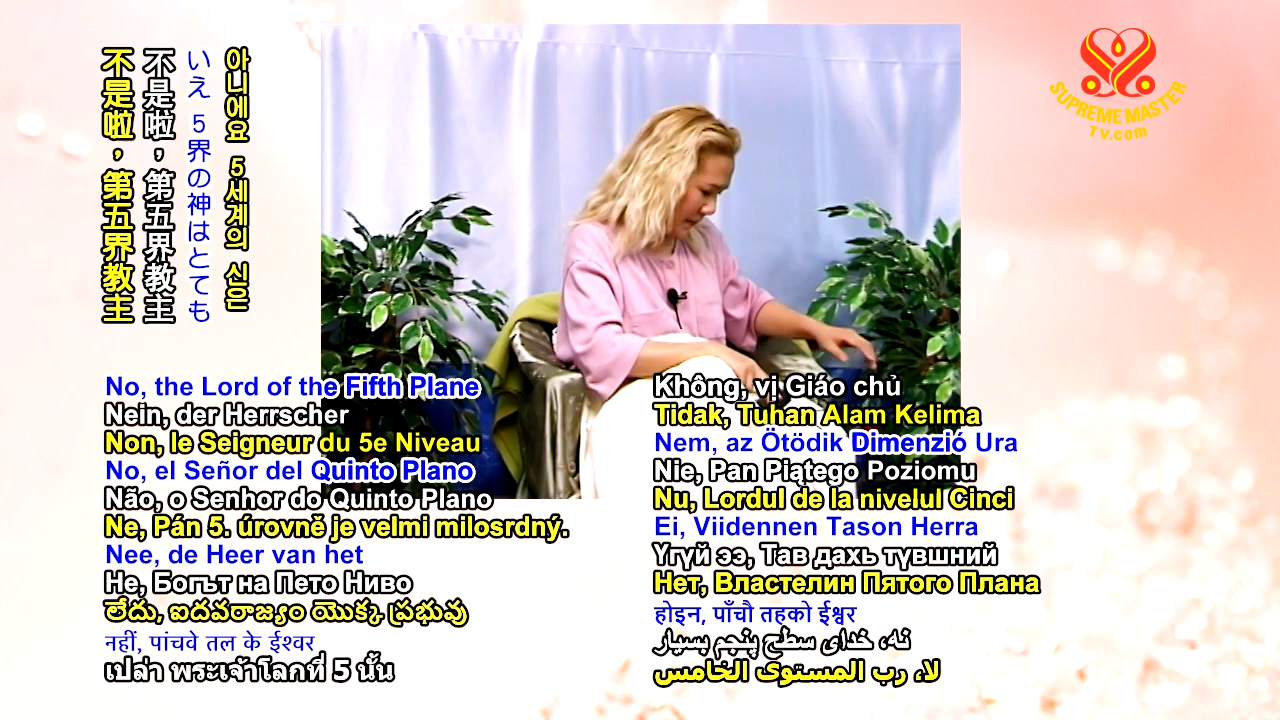 不是啦，第五界教主
不是啦，第五界教主
いえ 5界の神はとても
아니에요 5세계의 신은
SUPREME MASTER
TV.com
No, the Lord of the Fifth Plane
Nein, der Herrscher
Non, le Seigneur du 5e Niveau
No, el Señor del Quinto Plano
Não, o Senhor do Quinto Plano
Ne, Pán 5. úrovně je velmi milosrdný.
Nee, de Heer van het
Не, Богът на Пето Ниво
లేదు, ఐదవరాజ్యం యొక్క ప్రభువు
नहीं, पांचवे तल के ईश्वर
เปล่า พระเจ้าโลกที่ 5 นั้น
Không, vị Giáo chủ
Tidak, Tuhan Alam Kelima
Nem, az Ötödik Dimenzió Ura
Nie, Pan Piątego Poziomu
Nu, Lordul de la nivelul Cinci
Ei, Viidennen Tason Herra
Үгүй ээ, Тав дахь түвшний
Нет, Властелин Пятого Плана
होइन, पाँचौ तहको ईश्वर
نه، خدای سطح پنجم بسیار
لا، رب المستوى الخامس